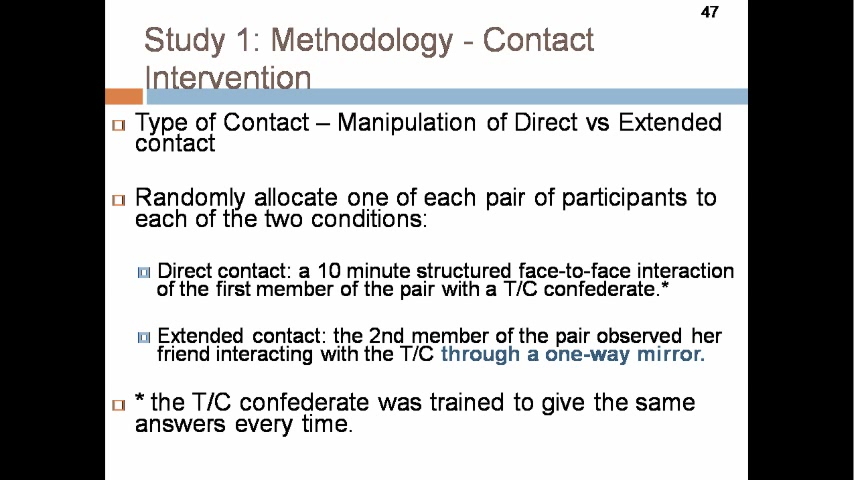 47
Study 1: Methodology - Contact
Intervention
Type of Contact – Manipulation of Direct vs Extended
contact
Randomly allocate one of each pair of participants to
each of the two conditions:
Direct contact: a 10 minute structured face-to-face interaction
of the first member of the pair with a T/C confederate.*
Extended contact: the 2nd member of the pair observed her
friend interacting with the T/C through a one-way mirror.
* the T/C confederate was trained to give the same
answers every time.